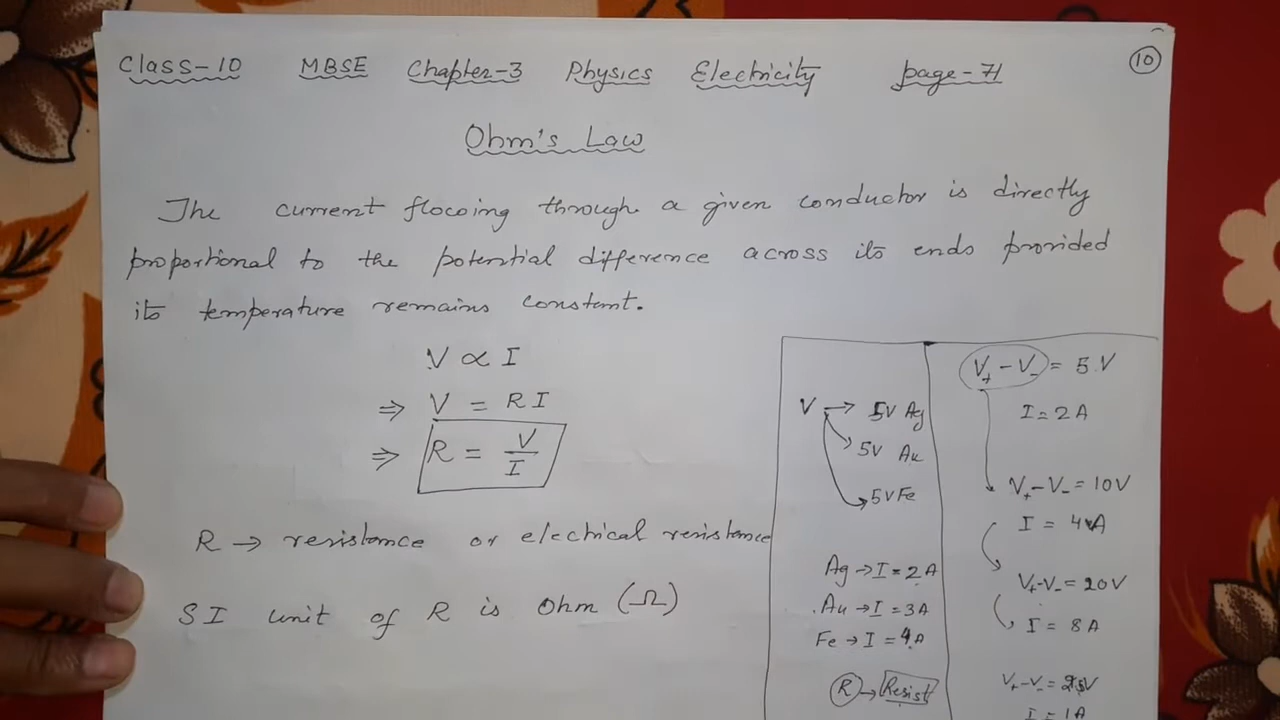 Class-10 MBSE Chapter-3 Physics Electricity page-71
10
Ohm's Law
The current flowing through a given conductor is directly
proportional to the potential difference across its ends provided
its temperature remains constant.
V ∝ I
⇒ V = RI
⇒ R = V/I
R → resistance or electrical resistance
SI unit of R is Ohm (Ω)
V → 5V Ag
5V Au
5V Fe
Ag → I = 2A
Au → I = 3A
Fe → I = 4A
R → Resist
V₊ - V₋ = 5V
I = 2A
V₊ - V₋ = 10V
I = 4A
V₊ - V₋ = 20V
I = 8A
V₊ - V₋ =
I = 1A